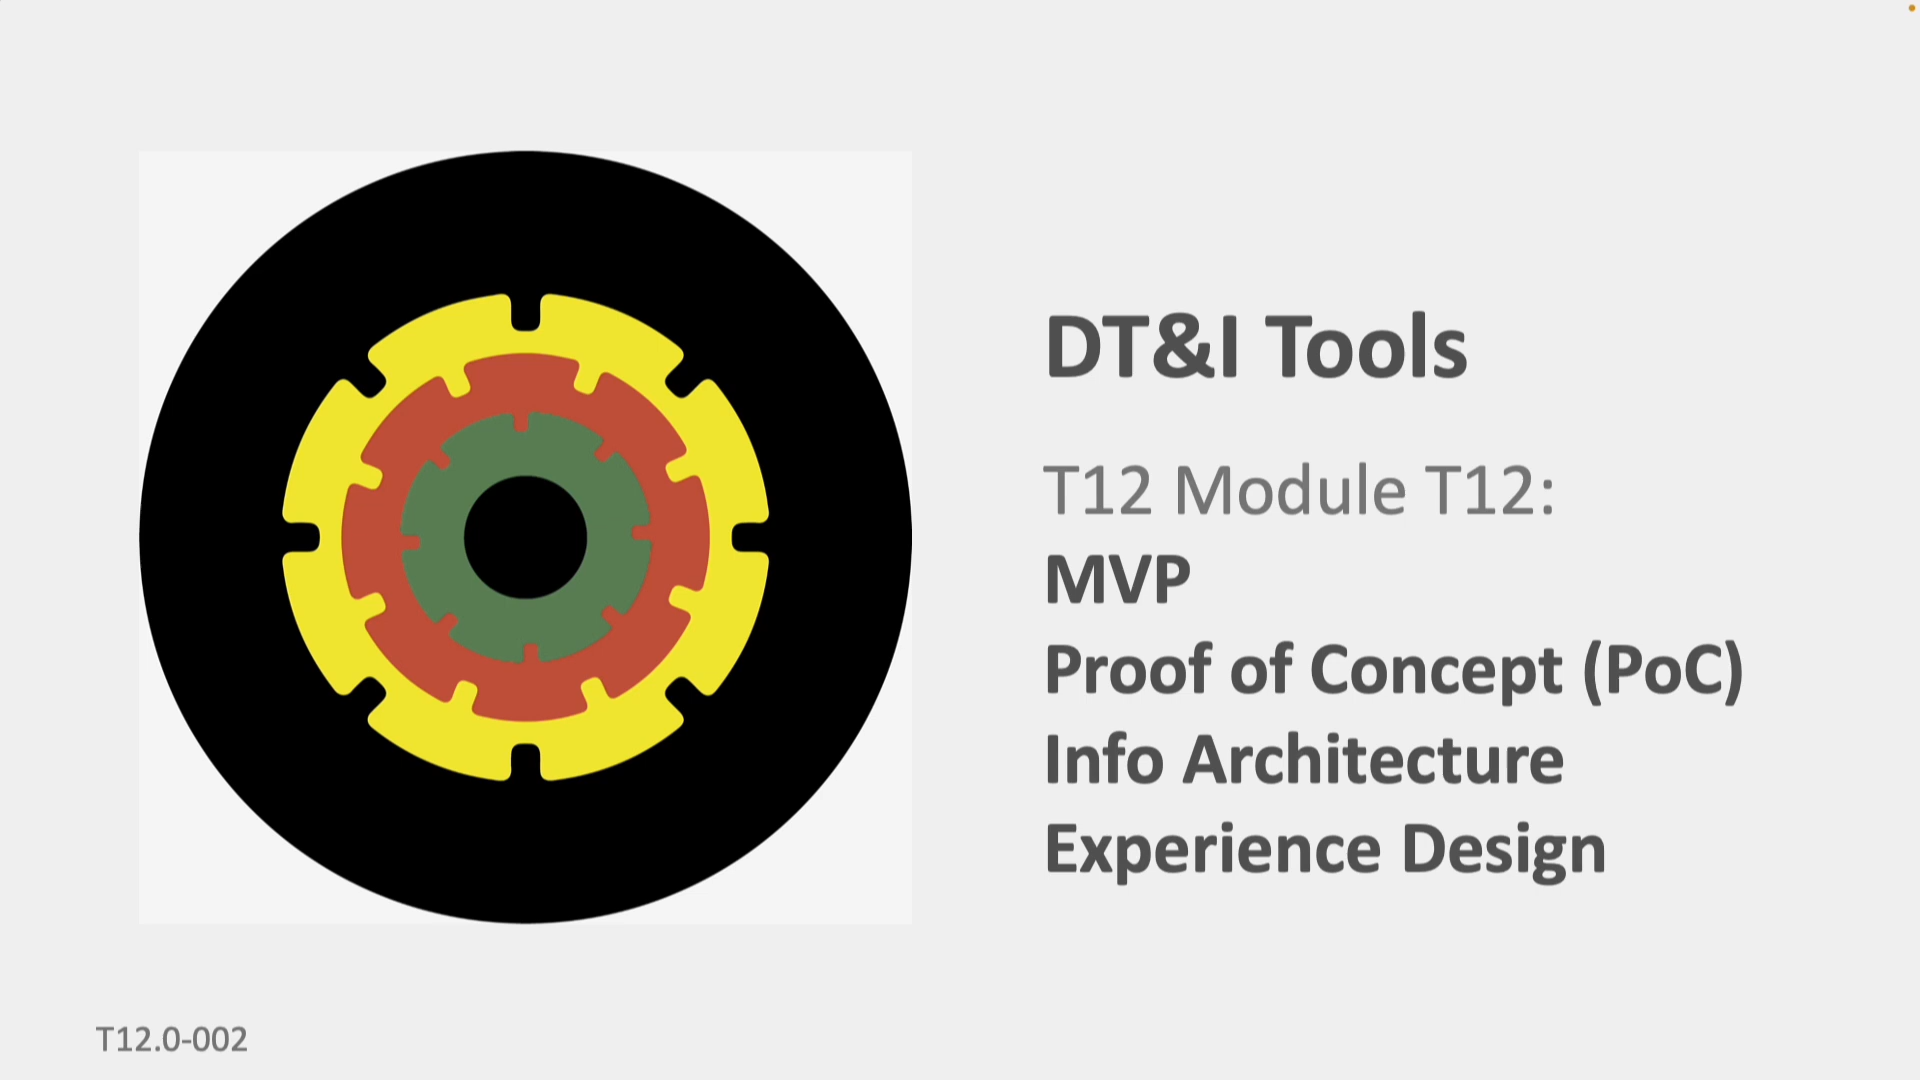 DT&I Tools
T12 Module T12:
MVP
Proof of Concept (PoC)
Info Architecture
Experience Design
T12.0-002